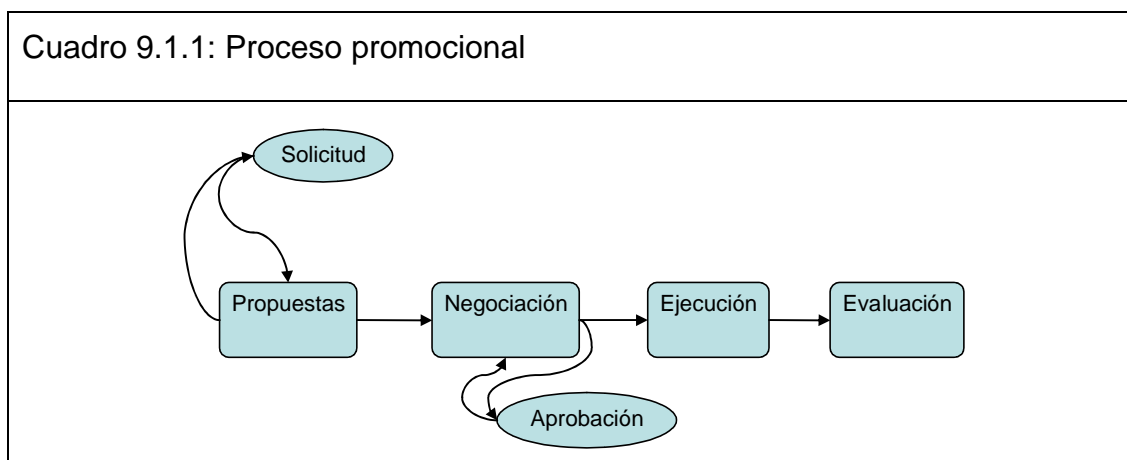 Cuadro 9.1.1: Proceso promocional
Solicitud
Propuestas
Negociación
Ejecución
Evaluación
Aprobación